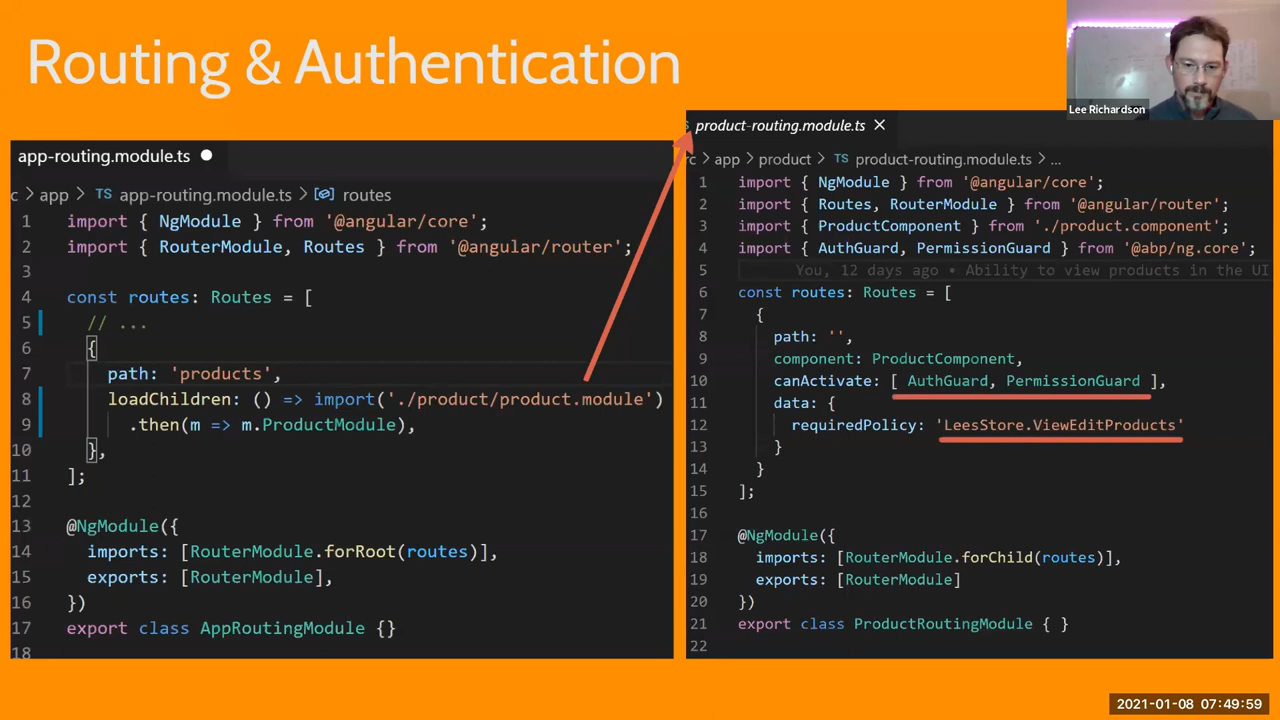 Routing & Authentication
Lee Richardson
app-routing.module.ts
c > app > TS app-routing.module.ts > routes
1 import { NgModule } from '@angular/core';
2 import { RouterModule, Routes } from '@angular/router';
3
4 const routes: Routes = [
5 // ...
6 {
7 path: 'products',
8 loadChildren: () => import('./product/product.module')
9 .then(m => m.ProductModule),
10 },
11 ];
12
13 @NgModule({
14 imports: [RouterModule.forRoot(routes)],
15 exports: [RouterModule],
16 })
17 export class AppRoutingModule {}
18
product-routing.module.ts
rc > app > product > TS product-routing.module.ts > ...
1 import { NgModule } from '@angular/core';
2 import { Routes, RouterModule } from '@angular/router';
3 import { ProductComponent } from './product.component';
4 import { AuthGuard, PermissionGuard } from '@abp/ng.core';
5 You, 12 days ago • Ability to view products in the UI
6 const routes: Routes = [
7 {
8 path: '',
9 component: ProductComponent,
10 canActivate: [ AuthGuard, PermissionGuard ],
11 data: {
12 requiredPolicy: 'LeesStore.ViewEditProducts'
13 }
14 }
15 ];
16
17 @NgModule({
18 imports: [RouterModule.forChild(routes)],
19 exports: [RouterModule]
20 })
21 export class ProductRoutingModule { }
22
2021-01-08 07:49:59